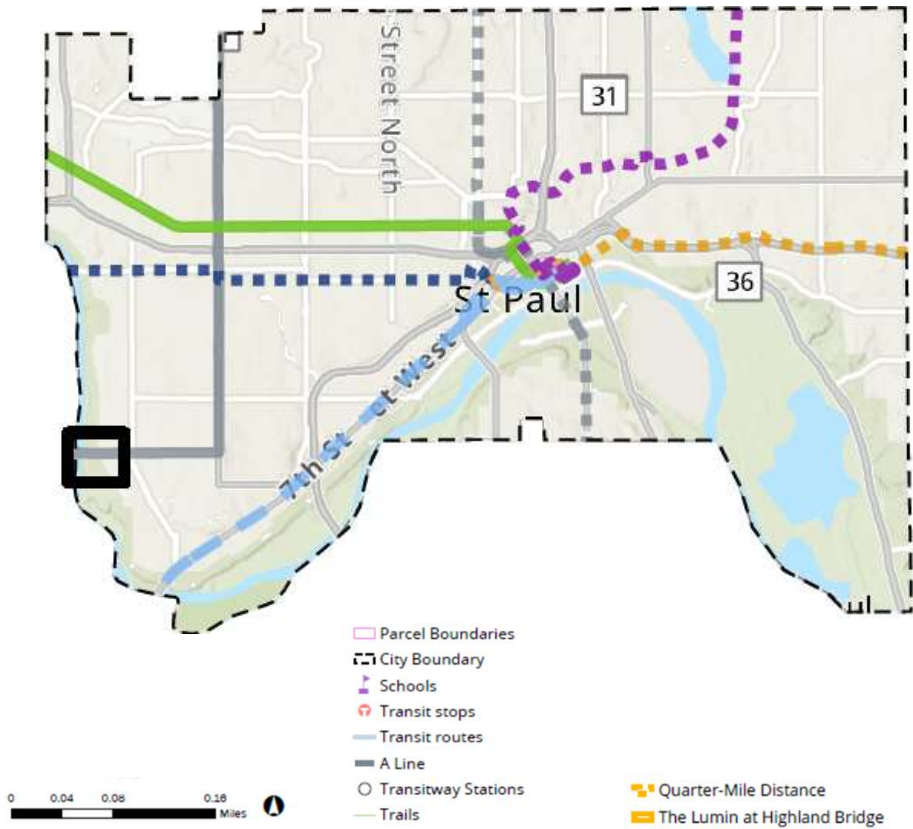 Street North
31
36
St Paul
7th St et West
ul
Parcel Boundaries
City Boundary
Schools
Transit stops
Transit routes
A Line
Transitway Stations
Trails
0 0.04 0.08 0.16
Miles
Quarter-Mile Distance
The Lumin at Highland Bridge